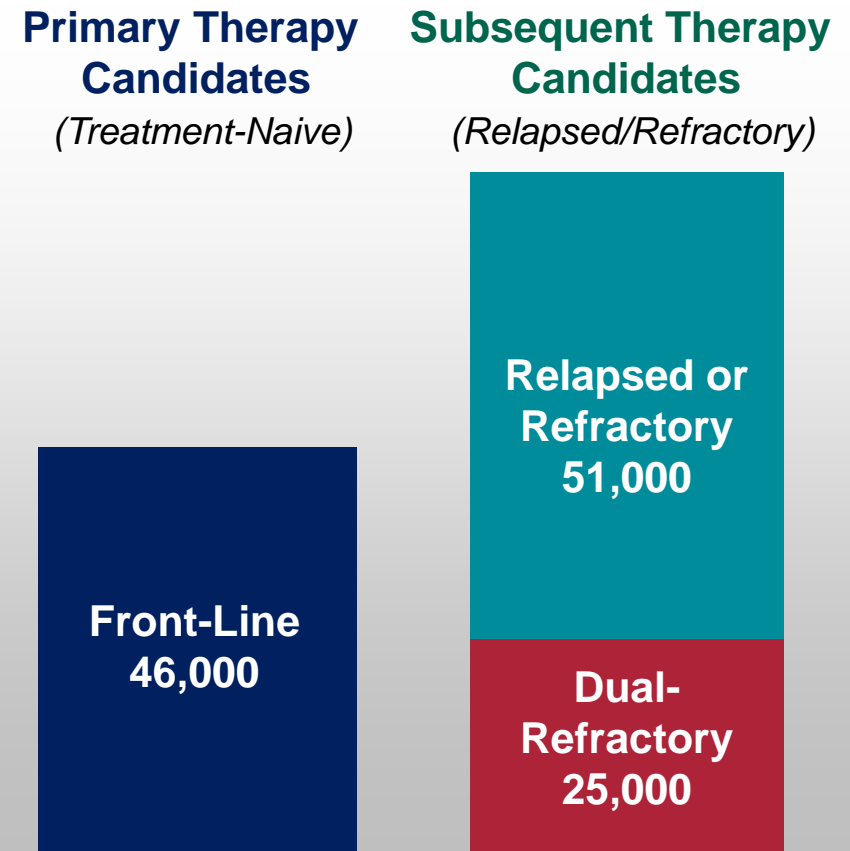 Primary Therapy
Candidates
(Treatment-Naive)
Subsequent Therapy
Candidates
(Relapsed/Refractory)
Front-Line
46,000
Relapsed or
Refractory
51,000
Dual-
Refractory
25,000